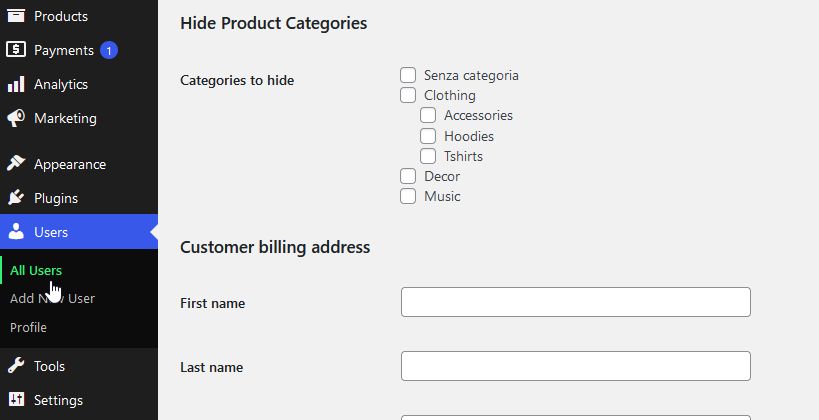 Products
Payments 1
Analytics
Marketing
Appearance
Plugins
Users
All Users
Add New User
Profile
Tools
Settings
Hide Product Categories
Categories to hide
Senza categoria
Clothing
Accessories
Hoodies
Tshirts
Decor
Music
Customer billing address
First name
Last name